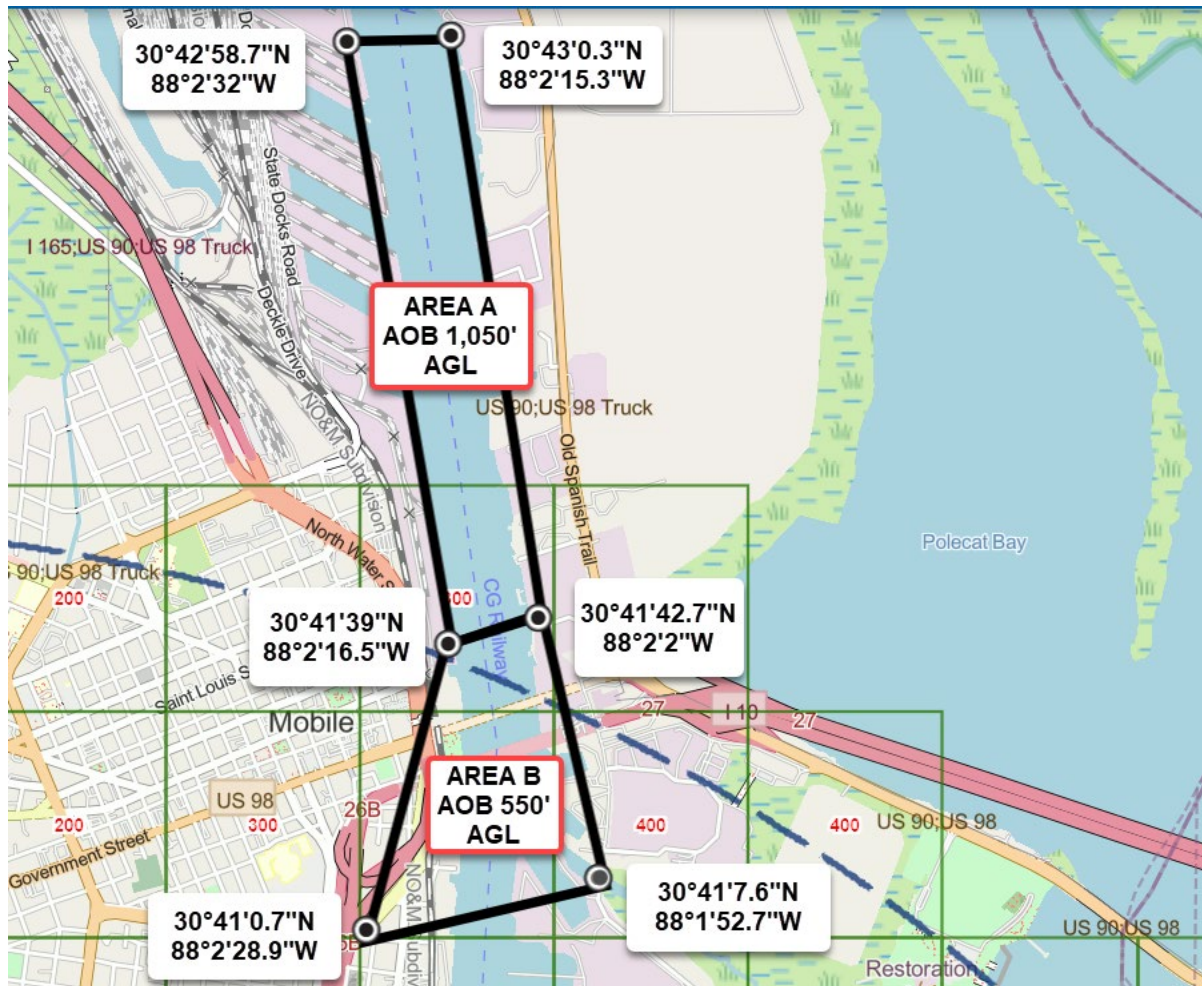 30°42'58.7"N
88°2'32"W
30°43'0.3"N
88°2'15.3"W
State Docks Road
I 165;US 90;US 98 Truck
Deckle Drive
AREA A
AOB 1,050'
AGL
NO&M Subdivision
US 90;US 98 Truck
Old Spanish Trail
North Water S
Polecat Bay
90;US 98 Truck
200
CG Railway
30°41'39"N
88°2'16.5"W
30°41'42.7"N
88°2'2"W
Saint Louis S
Mobile
27
I 10
27
AREA B
AOB 550'
AGL
US 98
26B
200
300
400
400
US 90;US 98
Government Street
NO&M Subdiv
30°41'0.7"N
88°2'28.9"W
30°41'7.6"N
88°1'52.7"W
US 90;US 98
Restoration